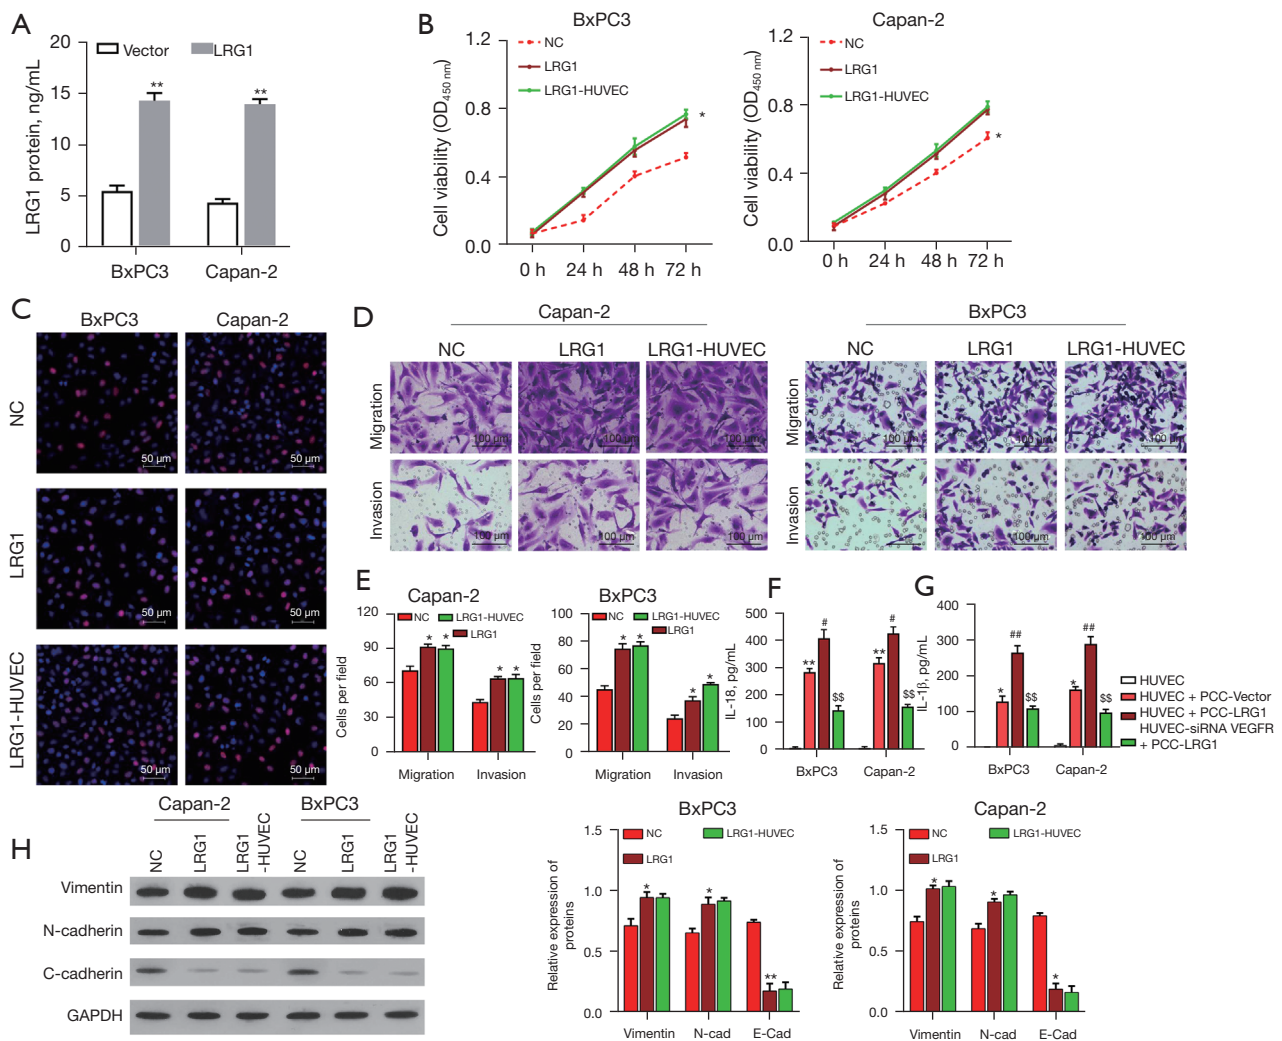 A
20
15
10
5
0
LRG1 protein, ng/mL
Vector
LRG1
**
**
BxPC3
Capan-2
B
BxPC3
1.2
0.8
0.4
0.0
Cell viability (OD450 nm)
NC
LRG1
LRG1-HUVEC
*
0 h
24 h
48 h
72 h
Capan-2
1.2
0.8
0.4
0.0
Cell viability (OD450 nm)
NC
LRG1
LRG1-HUVEC
*
0 h
24 h
48 h
72 h
C
BxPC3
Capan-2
NC
50 μm
50 μm
LRG1
50 μm
50 μm
LRG1-HUVEC
50 μm
50 μm
D
Capan-2
BxPC3
NC
LRG1
LRG1-HUVEC
NC
LRG1
LRG1-HUVEC
Migration
100 μm
100 μm
100 μm
Migration
100 μm
100 μm
100 μm
Invasion
100 μm
100 μm
100 μm
Invasion
100 μm
100 μm
100 μm
E
Capan-2
120
90
60
30
0
Cells per field
NC
LRG1-HUVEC
LRG1
* *
* *
Migration
Invasion
BxPC3
100
80
60
40
20
0
Cells per field
NC
LRG1-HUVEC
LRG1
* *
* *
Migration
Invasion
F
500
400
300
200
100
0
IL-18, pg/mL
**
#
$$
**
#
$$
BxPC3
Capan-2
G
400
300
200
100
0
IL-1β, pg/mL
*
##
$$
*
##
$$
BxPC3
Capan-2
HUVEC
HUVEC + PCC-Vector
HUVEC + PCC-LRG1
HUVEC-siRNA VEGFR
+ PCC-LRG1
H
Capan-2
BxPC3
NC
LRG1
LRG1
-HUVEC
NC
LRG1
LRG1
-HUVEC
Vimentin
N-cadherin
C-cadherin
GAPDH
BxPC3
1.5
1.0
0.5
0.0
Relative expression of
proteins
NC
LRG1-HUVEC
LRG1
*
*
**
Vimentin
N-cad
E-Cad
Capan-2
1.5
1.0
0.5
0.0
Relative expression of
proteins
NC
LRG1-HUVEC
LRG1
*
*
*
Vimentin
N-cad
E-Cad